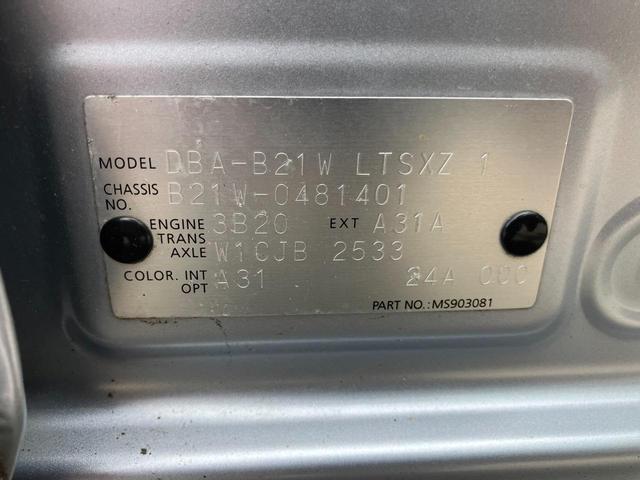 MODEL DBA-B21W LTSXZ 1
CHASSIS NO. B21W-0481401
ENGINE 3B20 EXT A31A
TRANS AXLE W1CJB 2533
COLOR. INT OPT A31 24A 000
PART NO.: MS903081